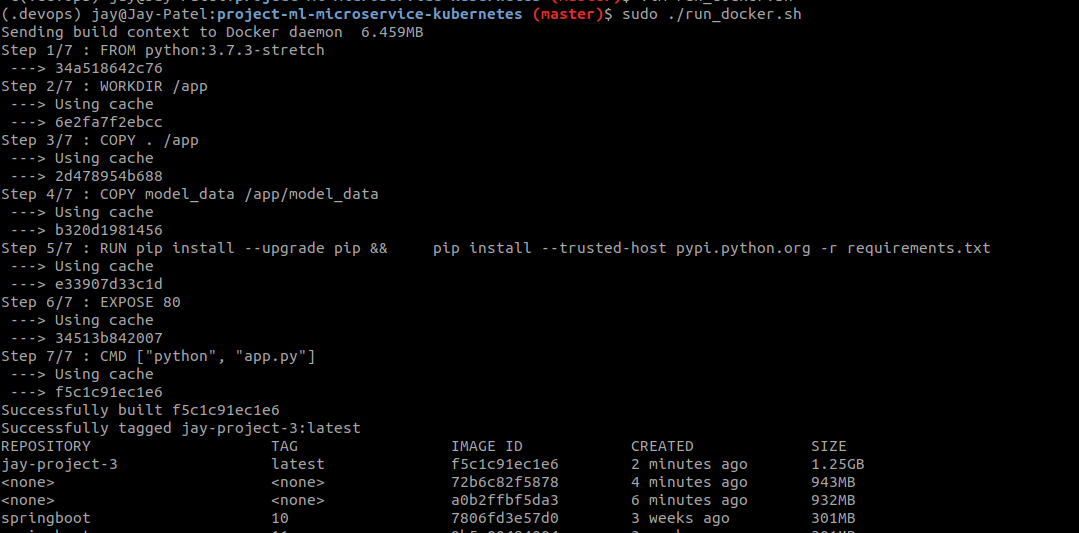 (.devops) jay@Jay-Patel:project-ml-microservice-kubernetes (master)$ sudo ./run_docker.sh
Sending build context to Docker daemon  6.459MB
Step 1/7 : FROM python:3.7.3-stretch
 ---> 34a518642c76
Step 2/7 : WORKDIR /app
 ---> Using cache
 ---> 6e2fa7f2ebcc
Step 3/7 : COPY . /app
 ---> Using cache
 ---> 2d478954b688
Step 4/7 : COPY model_data /app/model_data
 ---> Using cache
 ---> b320d1981456
Step 5/7 : RUN pip install --upgrade pip &&     pip install --trusted-host pypi.python.org -r requirements.txt
 ---> Using cache
 ---> e33907d33c1d
Step 6/7 : EXPOSE 80
 ---> Using cache
 ---> 34513b842007
Step 7/7 : CMD ["python", "app.py"]
 ---> Using cache
 ---> f5c1c91ec1e6
Successfully built f5c1c91ec1e6
Successfully tagged jay-project-3:latest
REPOSITORY                    TAG                 IMAGE ID            CREATED             SIZE
jay-project-3                 latest              f5c1c91ec1e6        2 minutes ago       1.25GB
<none>                        <none>              72b6c82f5878        4 minutes ago       943MB
<none>                        <none>              a0b2ffbf5da3        6 minutes ago       932MB
springboot                    10                  7806fd3e57d0        3 weeks ago         301MB